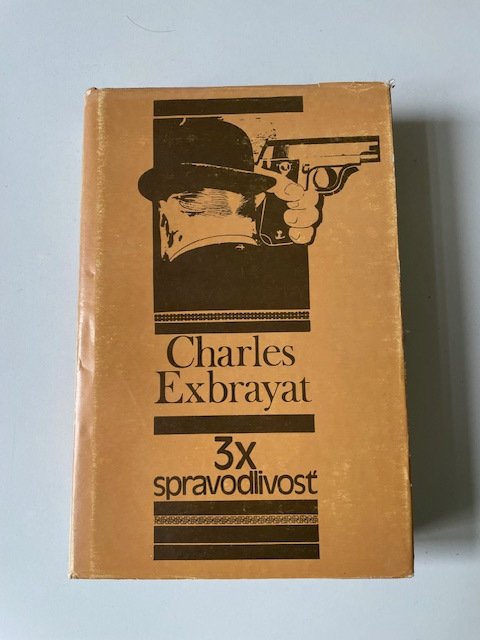 Charles
Exbrayat
3x
spravodlivosť